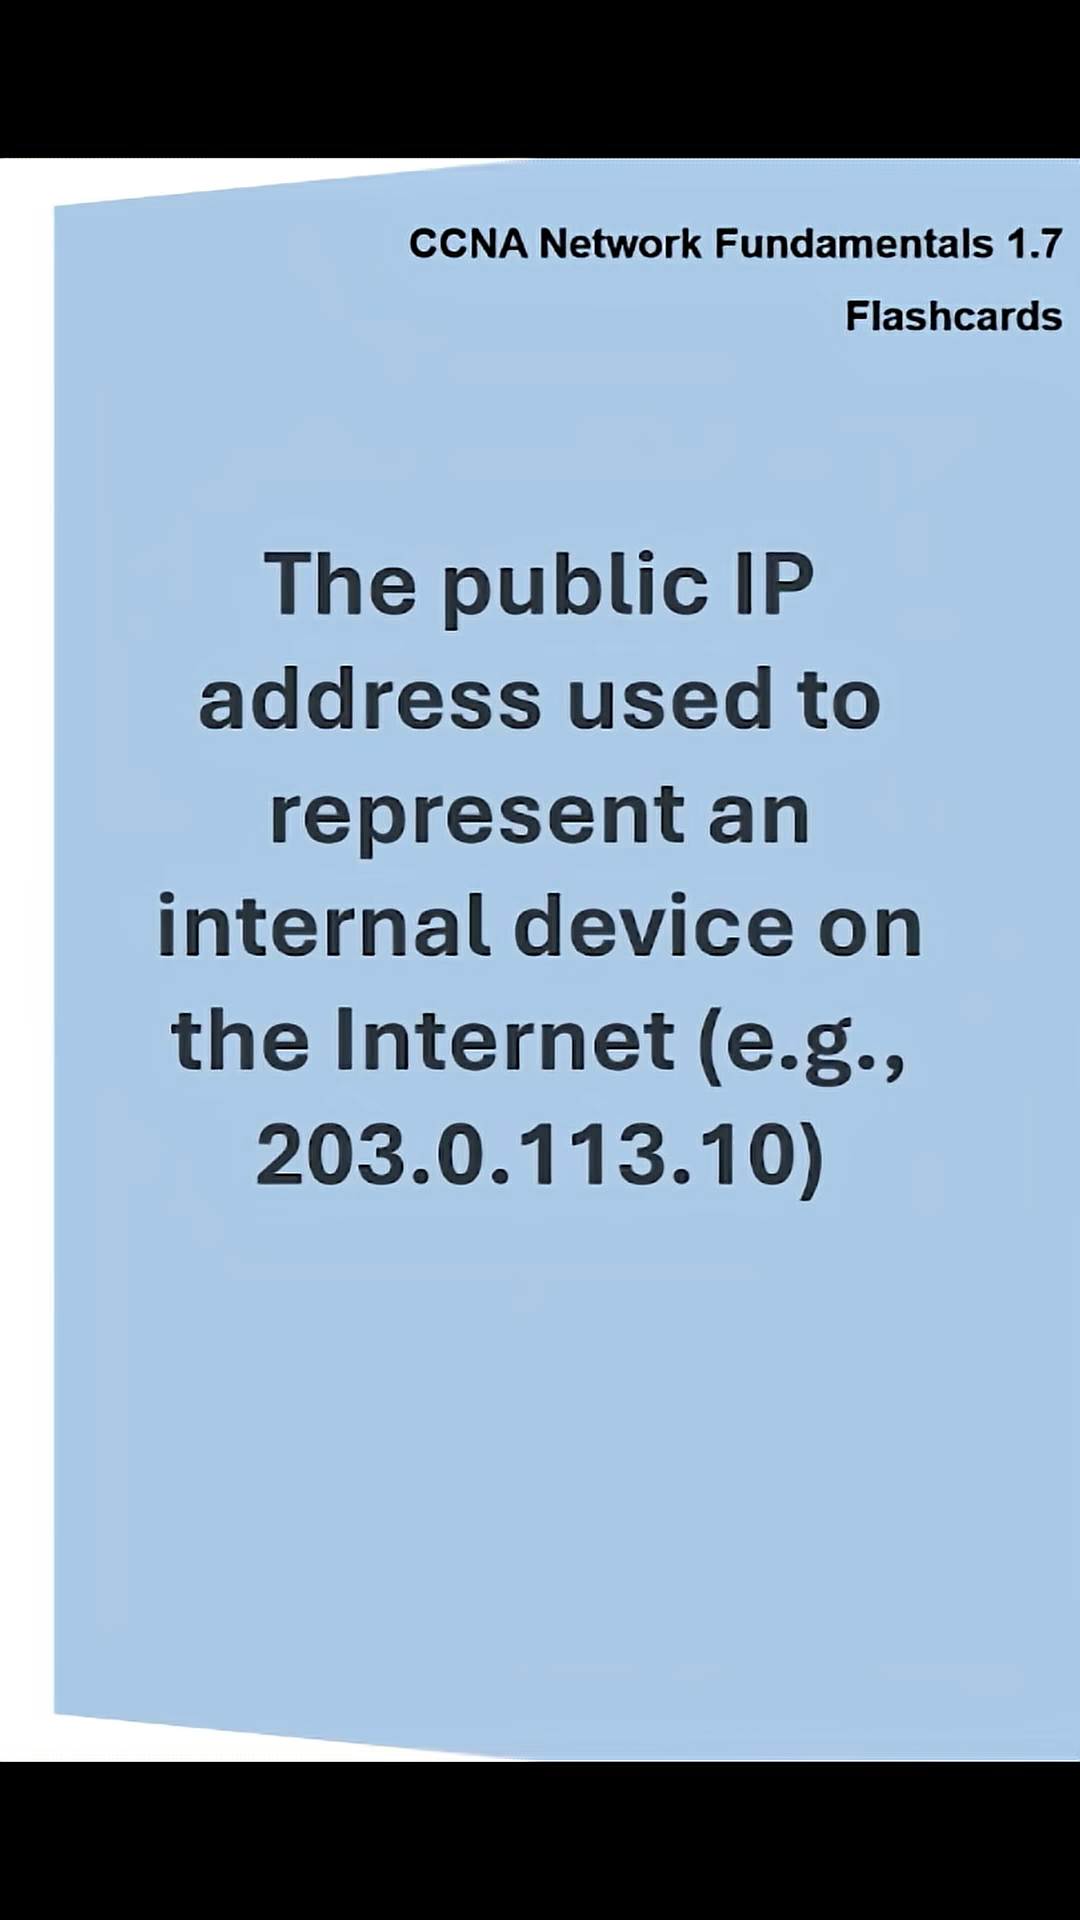 CCNA Network Fundamentals 1.7
Flashcards
The public IP
address used to
represent an
internal device on
the Internet (e.g.,
203.0.113.10)